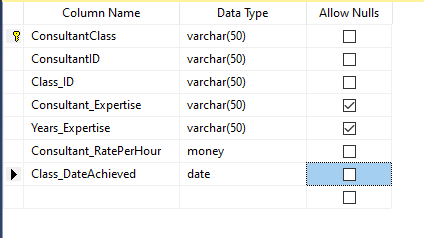 Column Name Data Type Allow Nulls
ConsultantClass varchar(50)
ConsultantID varchar(50)
Class_ID varchar(50)
Consultant_Expertise varchar(50)
Years_Expertise varchar(50)
Consultant_RatePerHour money
Class_DateAchieved date